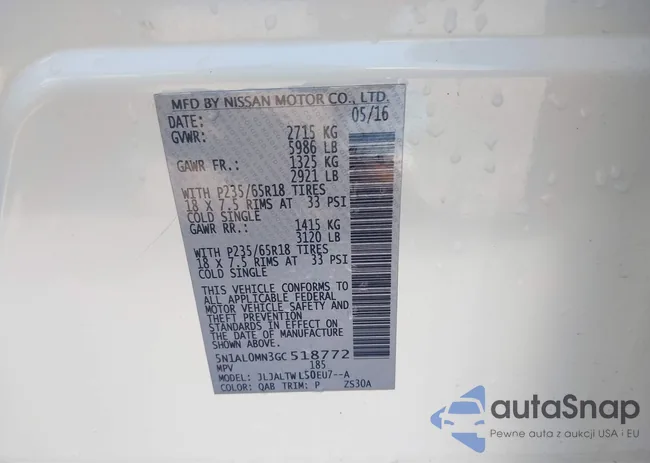 MFD BY NISSAN MOTOR CO., LTD.
DATE: 05/16
GVWR: 2715 KG
5986 LB
GAWR FR.: 1325 KG
2921 LB
WITH P235/65R18 TIRES
18 X 7.5 RIMS AT 33 PSI
COLD SINGLE
GAWR RR.: 1415 KG
3120 LB
WITH P235/65R18 TIRES
18 X 7.5 RIMS AT 33 PSI
COLD SINGLE
THIS VEHICLE CONFORMS TO
ALL APPLICABLE FEDERAL
MOTOR VEHICLE SAFETY AND
THEFT PREVENTION
STANDARDS IN EFFECT ON
THE DATE OF MANUFACTURE
SHOWN ABOVE.
5N1AL0MN3GC518772
MPV 185
MODEL: JLJALTWL50EU7--A
COLOR: QAB TRIM: P ZS30A
autaSnap
Pewne auta z aukcji USA i EU